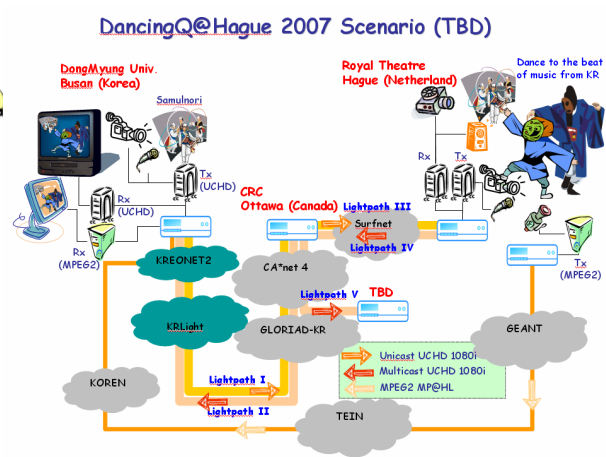 DancingQ@Hague 2007 Scenario (TBD)
DongMyung Univ.
Busan (Korea)
Samulnori
Tx
(UCHD)
Rx
(UCHD)
Rx
(MPEG2)
Royal Theatre
Hague (Netherland)
Dance to the beat
of music from KR
Rx
Tx
CRC
Ottawa (Canada)
Lightpath III
Surfnet
Lightpath IV
Tx
(MPEG2)
KREONET2
CA*net 4
Lightpath V
TBD
KRLight
GLORIAD-KR
GEANT
Unicast UCHD 1080i
Multicast UCHD 1080i
MPEG2 MP@HL
KOREN
Lightpath I
Lightpath II
TEIN